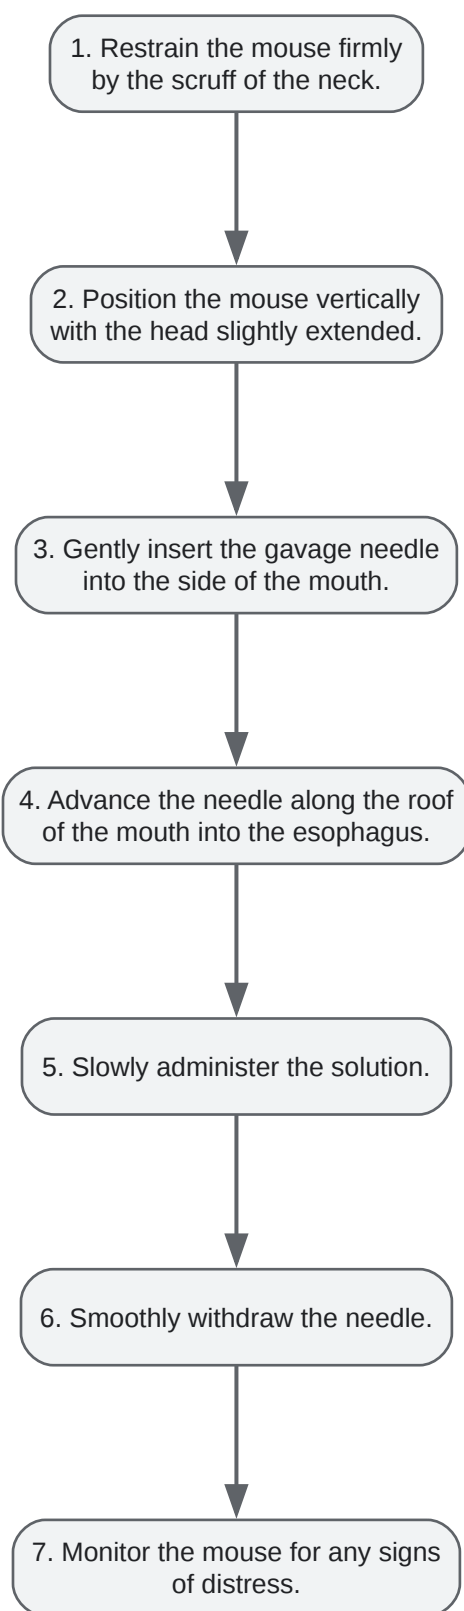 1. Restrain the mouse firmly
by the scruff of the neck.
2. Position the mouse vertically
with the head slightly extended.
3. Gently insert the gavage needle
into the side of the mouth.
4. Advance the needle along the roof
of the mouth into the esophagus.
5. Slowly administer the solution.
6. Smoothly withdraw the needle.
7. Monitor the mouse for any signs
of distress.